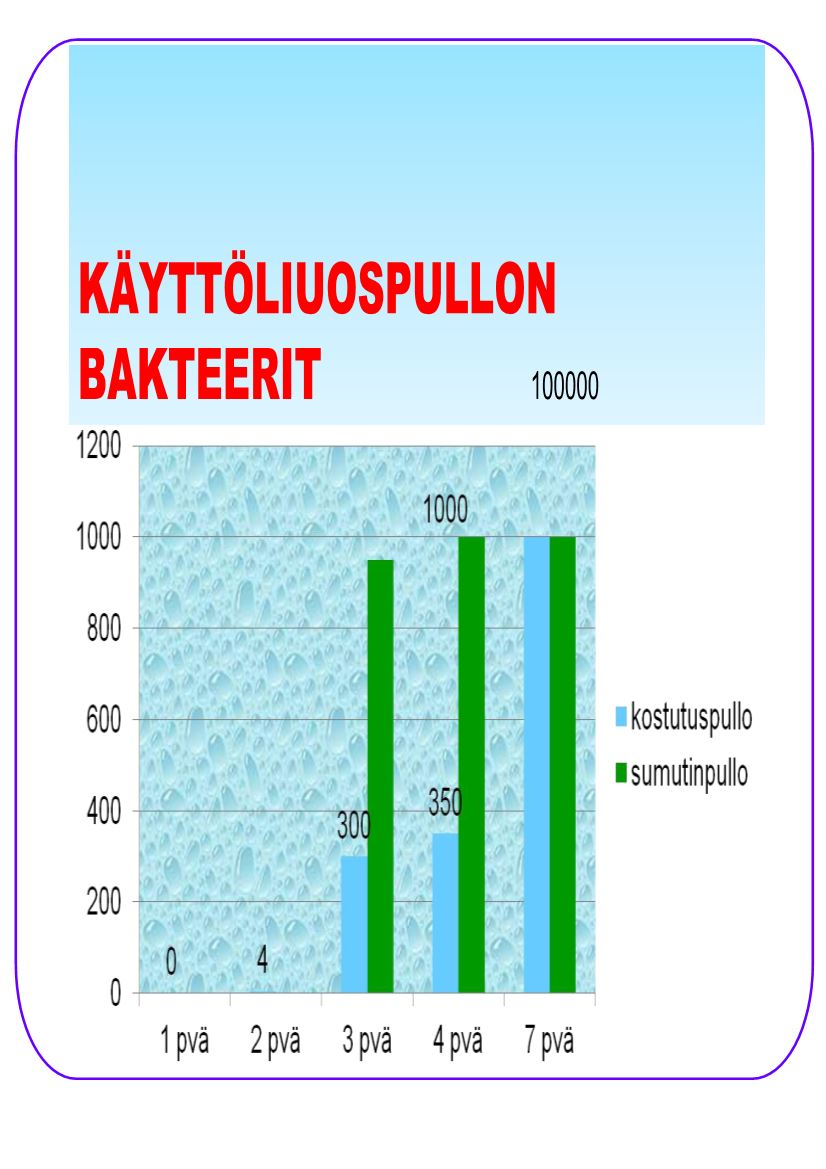 KÄYTTÖLIUOSPULLON
BAKTEERIT
100000
1200
1000
1000
800
600
kostutuspullo
sumutinpullo
400
300
350
200
0
4
0
1 pvä
2 pvä
3 pvä
4 pvä
7 pvä